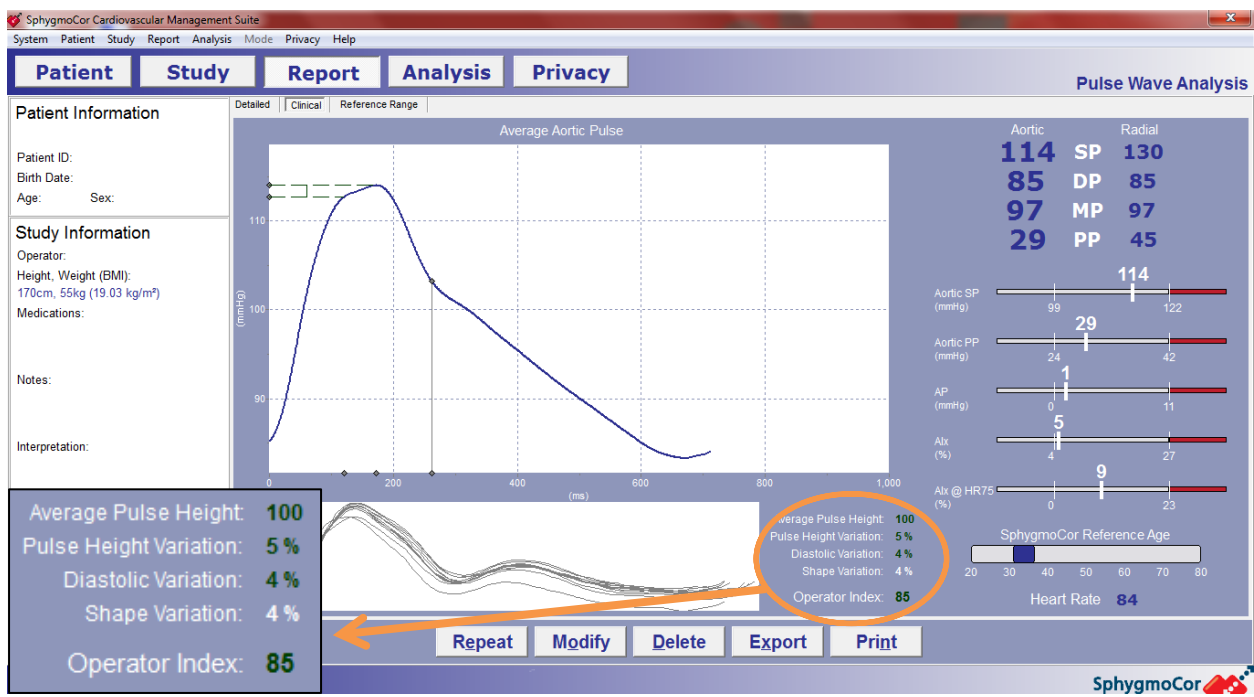 SphygmoCor Cardiovascular Management Suite
System Patient Study Report Analysis Mode Privacy Help
Patient Study Report Analysis Privacy
Pulse Wave Analysis
Patient Information
Patient ID:
Birth Date:
Age: Sex:
Study Information
Operator:
Height, Weight (BMI):
170cm, 55kg (19.03 kg/m²)
Medications:
Notes:
Interpretation:
Detailed Clinical Reference Range
Average Aortic Pulse
(mmHg)
110
100
90
0 200 400 600 800 1,000
(ms)
Aortic Radial
114 SP 130
85 DP 85
97 MP 97
29 PP 45
114
Aortic SP
(mmHg)
99 122
29
Aortic PP
(mmHg)
24 42
1
AP
(mmHg)
0 11
5
AIx
(%)
4 27
9
AIx @ HR75
(%)
0 23
SphygmoCor Reference Age
20 30 40 50 60 70 80
Heart Rate 84
Average Pulse Height: 100
Pulse Height Variation: 5 %
Diastolic Variation: 4 %
Shape Variation: 4 %
Operator Index: 85
Average Pulse Height: 100
Pulse Height Variation: 5 %
Diastolic Variation: 4 %
Shape Variation: 4 %
Operator Index: 85
Repeat Modify Delete Export Print
SphygmoCor